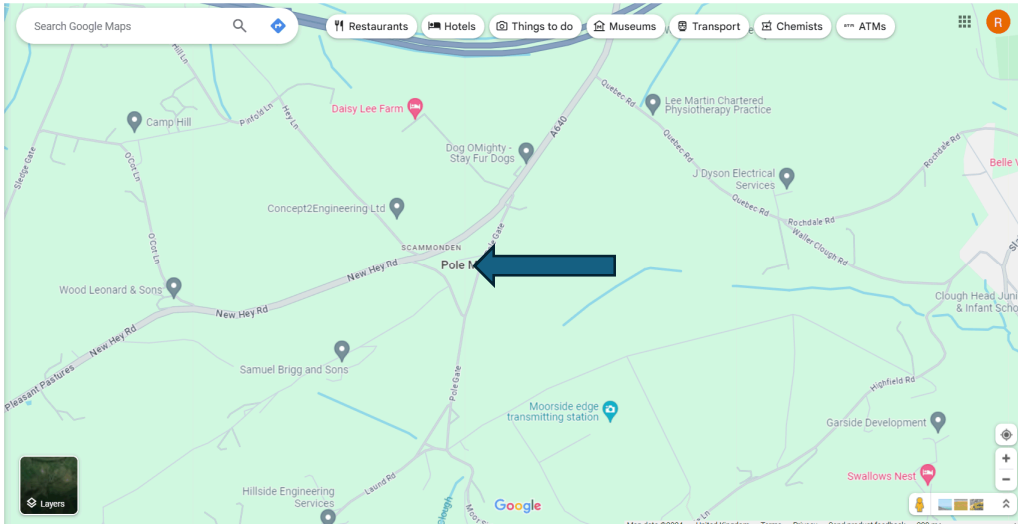 Search Google Maps
Restaurants
Hotels
Things to do
Museums
Transport
Chemists
ATMs
R
Hill Ln
Camp Hill
Pinfold Ln
Hey Ln
Daisy Lee Farm
A640
Quebec Rd
Lee Martin Chartered
Physiotherapy Practice
Dog OMighty -
Stay Fur Dogs
Quebec Rd
Rochdale Rd
Belle
Sledge Gate
O'Cot Ln
J Dyson Electrical
Services
Concept2Engineering Ltd
Quebec Rd
Rochdale Rd
Waller Clough Rd
O'Cot Ln
SCAMMONDEN
Gate
Pole
New Hey Rd
Wood Leonard & Sons
New Hey Rd
Clough Head Juni
& Infant Scho
New Hey Rd
Samuel Brigg and Sons
Pole Gate
Highfield Rd
Pleasant Pastures
Moorside edge
transmitting station
Garside Development
Laund Rd
Swallows Nest
Layers
Hillside Engineering
Services
Google